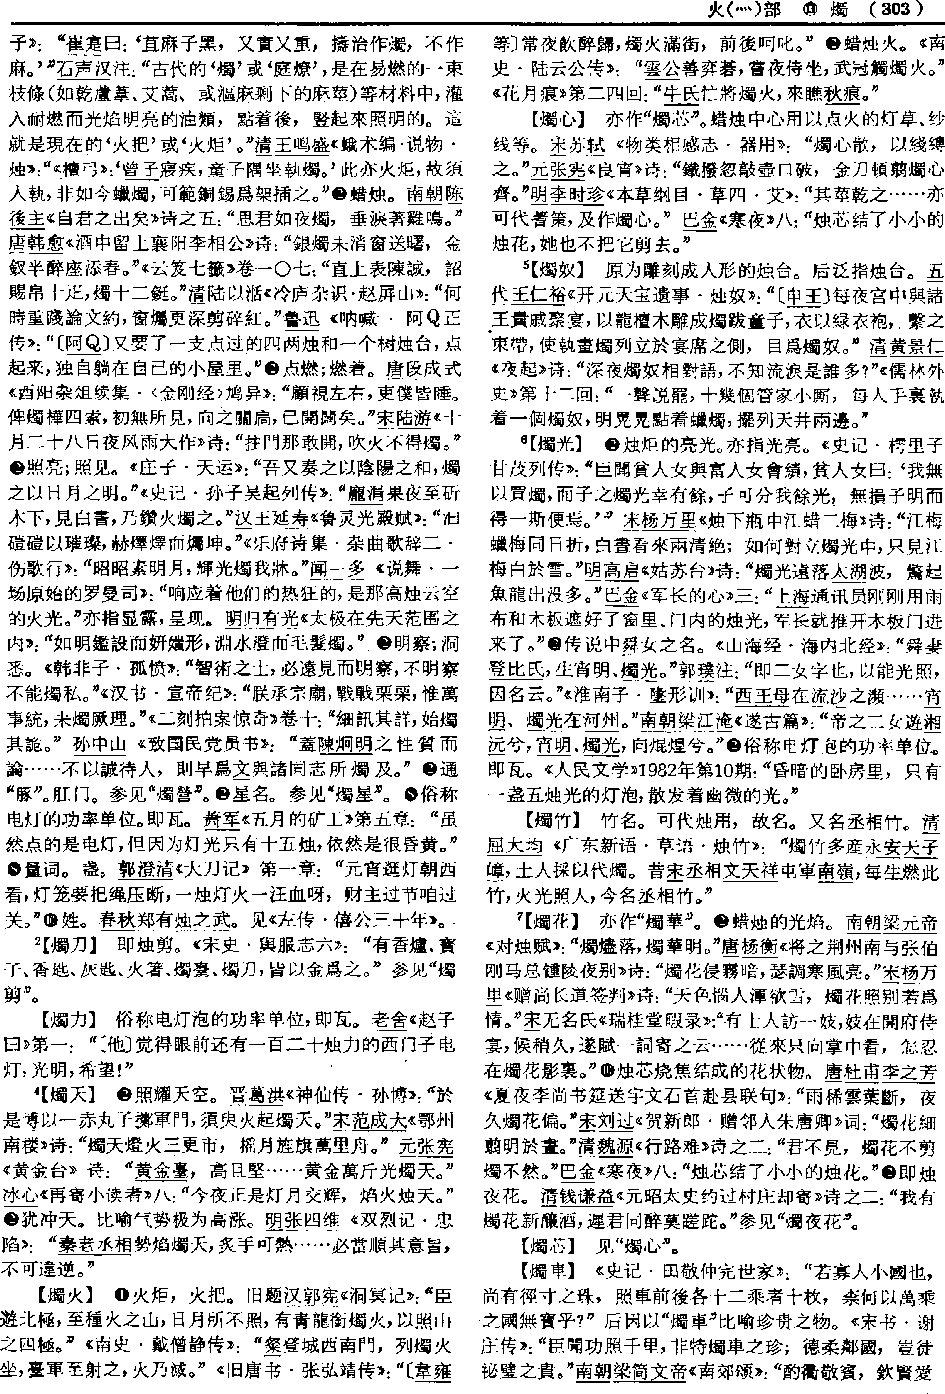 火(灬)部 燭 (303)
子》：“崔寔曰：‘苴麻子黑，又實又重，擣治作燭，不作
麻。’”石声汉注：“古代的‘燭’或‘庭燎’，是在易燃的一束
枝條（如乾蘆葦、艾蒿、或漚麻剩下的麻䕸）等材料中，灌
入耐燃而光焰明亮的油類，點着後，豎起來照明的。這
就是現在的‘火把’或‘火炬’。”清王鸣盛《蛾术编·说物·
烛》：“《檀弓》：‘曾子寢疾，童子隅坐執燭。’此亦火炬，故須
人執，非如今蠟燭，可範銅錫爲架插之。”❷蜡烛。南朝陈
後主《自君之出矣》诗之五：“思君如夜燭，垂淚著雞鳴。”
唐韩愈《酒中留上襄阳李相公》诗：“銀燭未消窗送曙，金
釵半醉座添春。”《云笈七籤》卷一〇七：“直上表陳誠，詔
賜帛十疋，燭十二鋌。”清陆以湉《冷庐杂识·赵屏山》：“何
時重踐論文約，窗燭更深剪碎紅。”鲁迅《呐喊·阿Q正
传》：“〔阿Q〕又要了一支点过的四两烛和一个树烛台，点
起来，独自躺在自己的小屋里。”❸点燃；燃着。唐段成式
《酉阳杂俎续集·〈金刚经〉鸠异》：“顧視左右，吏僕皆睡。
俾燭樺四索，初無所見，向之關扃，已開闢矣。”宋陆游《十
一月二十八日夜风雨大作》诗：“拄門那敢開，吹火不得燭。”
❹照亮；照见。《庄子·天运》：“吾又奏之以陰陽之和，燭
之以日月之明。”《史记·孙子吴起列传》：“龐涓果夜至斫
木下，見白書，乃鑽火燭之。”汉王延寿《鲁灵光殿赋》：“汩
磑磑以璀璨，赫燡燡而爥坤。”《乐府诗集·杂曲歌辞二·
伤歌行》：“昭昭素明月，輝光燭我牀。”闻一多《说舞·一
场原始的罗曼司》：“响应着他们的热狂的，是那高烛云空
的火光。”亦指显露，呈现。明归有光《太极在先天范围之
内》：“如明鑑設而妍媸形，淵水澄而毛髮燭。”❺明察；洞
悉。《韩非子·孤愤》：“智術之士，必遠見而明察，不明察
不能燭私。”《汉书·宣帝纪》：“朕承宗廟，戰戰栗栗，惟萬
事統，未燭厥理。”《二刻拍案惊奇》卷十：“細訊其詳，始燭
其詭。”孙中山《致国民党员书》：“蓋陳炯明之性質而
論……不以誠待人，則早爲文與諸同志所燭及。”❻通
“豚”。肛门。参见“燭營”。❼星名。参见“燭星”。❽俗称
电灯的功率单位。即瓦。萧军《五月的矿山》第五章：“虽
然点的是电灯，但因为灯光只有十五烛，依然是很昏黄。”
❾量词。盏。郭澄清《大刀记》第一章：“元宵逛灯朝西
看，灯笼要把绳压断，一烛灯火一汪血呀，财主过节咱过
关。”❿姓。春秋郑有烛之武。见《左传·僖公三十年》。
²【燭刀】 即烛剪。《宋史·舆服志六》：“有香爐、寶
子、香匙、灰匙、火箸、燭臺、燭刀，皆以金爲之。”参见“燭
剪”。
【燭力】 俗称电灯泡的功率单位，即瓦。老舍《赵子
曰》第一：“〔他〕觉得眼前还有一百二十烛力的西门子电
灯：光明，希望！”
⁴【燭天】 ❶照耀天空。晋葛洪《神仙传·孙博》：“於
是博以一赤丸子擲軍門，須臾火起燭天。”宋范成大《鄂州
南楼》诗：“燭天燈火三更市，摇月旌旗萬里舟。”元张宪
《黄金台》诗：“黄金臺，高且堅……黄金萬斤光燭天。”
冰心《再寄小读者》八：“今夜正是灯月交辉，焰火烛天。”
❷犹冲天。比喻气势极为高涨。明张四维《双烈记·忠
陷》：“秦老丞相勢焰燭天，炙手可熱……必當順其意旨，
不可違逆。”
【燭火】 ❶火炬，火把。旧题汉郭宪《洞冥记》：“臣
遊北極，至種火之山，日月所不照，有青龍銜燭火，以照山
之四極。”《南史·戴僧静传》：“粲登城西南門，列燭火
坐，臺軍至射之，火乃滅。”《旧唐书·张弘靖传》：“〔韋雍
等〕常夜飲醉歸，燭火滿街，前後呵叱。”❷蜡烛火。《南
史·陆云公传》：“雲公善弈碁，嘗夜侍坐，武冠觸燭火。”
《花月痕》第二四回：“牛氏忙將燭火，來瞧秋痕。”
【燭心】 亦作“燭芯”。蜡烛中心用以点火的灯草、纱
线等。宋苏轼《物类相感志·器用》：“燭心散，以綫縛
之。”元张宪《良宵》诗：“鐵撥忽敲壺口破，金刀頓翦燭心
齊。”明李时珍《本草纲目·草四·艾》：“其莖乾之……亦
可代蓍策，及作燭心。”巴金《寒夜》八：“烛芯结了小小的
烛花，她也不把它剪去。”
⁵【燭奴】 原为雕刻成人形的烛台。后泛指烛台。五
代王仁裕《开元天宝遗事·烛奴》：“〔申王〕每夜宫中與諸
王貴戚聚宴，以龍檀木雕成燭跋童子，衣以緑衣袍，繫之
束帶，使執畫燭列立於宴席之側，目爲燭奴。”清黄景仁
《夜起》诗：“深夜燭奴相對語，不知流淚是誰多？”《儒林外
史》第十二回：“一聲説罷，十幾個管家小厮，每人手裏執
着一個燭奴，明晃晃點着蠟燭，擺列天井兩邊。”
⁶【燭光】 ❶烛炬的亮光。亦指光亮。《史记·樗里子
甘茂列传》：“臣聞貧人女與富人女會績，貧人女曰：‘我無
以買燭，而子之燭光幸有餘，子可分我餘光，無損子明而
得一斯便焉。’”宋杨万里《烛下瓶中江蜡二梅》诗：“江梅
蠟梅同日折，白晝看來兩清絶；如何對立燭光中，只見江
梅白於雪。”明高启《姑苏台》诗：“燭光遠落太湖波，驚起
魚龍出没多。”巴金《军长的心》三：“上海通讯员刚刚用雨
布和木板遮好了窗里、门内的烛光，军长就推开木板门进
来了。”❷传说中舜女之名。《山海经·海内北经》：“舜妻
登比氏，生宵明、燭光。”郭璞注：“即二女字也，以能光照，
因名云。”《淮南子·墬形训》：“西王母在流沙之瀕……宵
明、燭光在河州。”南朝梁江淹《遂古篇》：“帝之二女遊湘
沅兮，宵明、燭光，向焜煌兮。”❸俗称电灯泡的功率单位。
即瓦。《人民文学》1982年第10期：“昏暗的卧房里，只有
一盏五烛光的灯泡，散发着幽微的光。”
【燭竹】 竹名。可代烛用，故名。又名丞相竹。清
屈大均《广东新语·草语·烛竹》：“燭竹多産永安天子
嶂，土人採以代燭。昔宋丞相文天祥屯軍南嶺，每生燃此
竹，火光照人，今名丞相竹。”
⁷【燭花】 亦作“燭華”。❶蜡烛的光焰。南朝梁元帝
《对烛赋》：“燭燼落，燭華明。”唐杨衡《将之荆州南与张伯
刚马总锺陵夜别》诗：“燭花侵霧暗，瑟調寒風亮。”宋杨万
里《赠尚长道签判》诗：“天色惱人渾欲雪，燭花照别若爲
情。”宋无名氏《瑞桂堂暇录》：“有士人訪一妓，妓在開府侍
宴，候稍久，遂賦一詞寄之云……從來只向掌中看，怎忍
在燭花影裏。”❷烛芯烧焦结成的花状物。唐杜甫李之芳
《夏夜李尚书筵送宇文石首赴县联句》：“雨稀雲葉斷，夜
久燭花偏。”宋刘过《贺新郎·赠邻人朱唐卿》词：“燭花細
翦明於晝。”清魏源《行路难》诗之二：“君不見，燭花不剪
燭不然。”巴金《寒夜》八：“烛芯结了小小的烛花。”❸即烛
夜花。清钱谦益《元昭太史约过村庄却寄》诗之二：“我有
燭花新釀酒，遲君同醉莫蹉跎。”参见“燭夜花”。
【燭芯】 见“燭心”。
【燭車】 《史记·田敬仲完世家》：“若寡人小國也，
尚有徑寸之珠，照車前後各十二乘者十枚，柰何以萬乘
之國無寶乎？”后因以“燭車”比喻珍贵之物。《宋书·谢
庄传》：“臣聞功照千里，非特燭車之珍；德柔鄰國，豈徒
祕璧之貴。”南朝梁简文帝《南郊颂》：“酌衢敬賓，欽賢愛